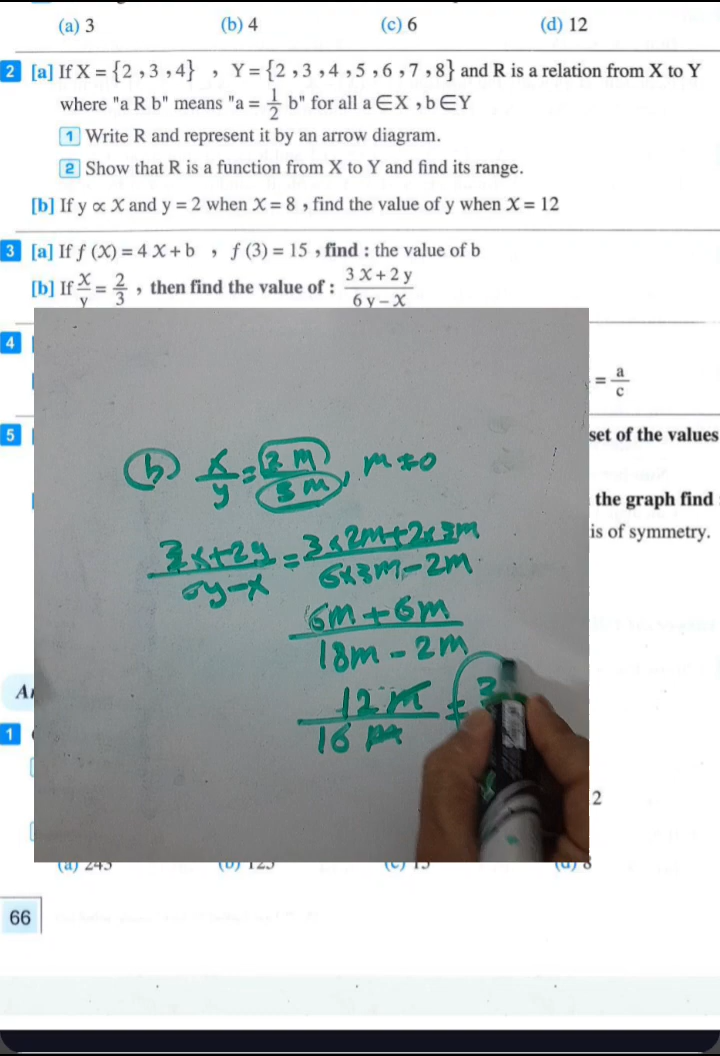 (a) 3 (b) 4 (c) 6 (d) 12
2 [a] If X = {2 , 3 , 4} , Y = {2 , 3 , 4 , 5 , 6 , 7 , 8} and R is a relation from X to Y
where "a R b" means "a = 1/2 b" for all a ∈ X , b ∈ Y
1 Write R and represent it by an arrow diagram.
2 Show that R is a function from X to Y and find its range.
[b] If y ∝ X and y = 2 when X = 8 , find the value of y when X = 12
3 [a] If f (X) = 4 X + b , f (3) = 15 , find : the value of b
[b] If X/y = 2/3 , then find the value of : (3 X + 2 y)/(6 y – X)
4
= a/c
5 set of the values
the graph find
is of symmetry.
(b) x/y = 2m/3m , m ≠ 0
(3x+2y)/(6y-x) = (3×2m+2×3m)/(6×3m-2m)
(6m+6m)/(18m-2m)
12m/16m = 3
1
2
(a) 243 (b) 125 (c) 15 (d) 8
66